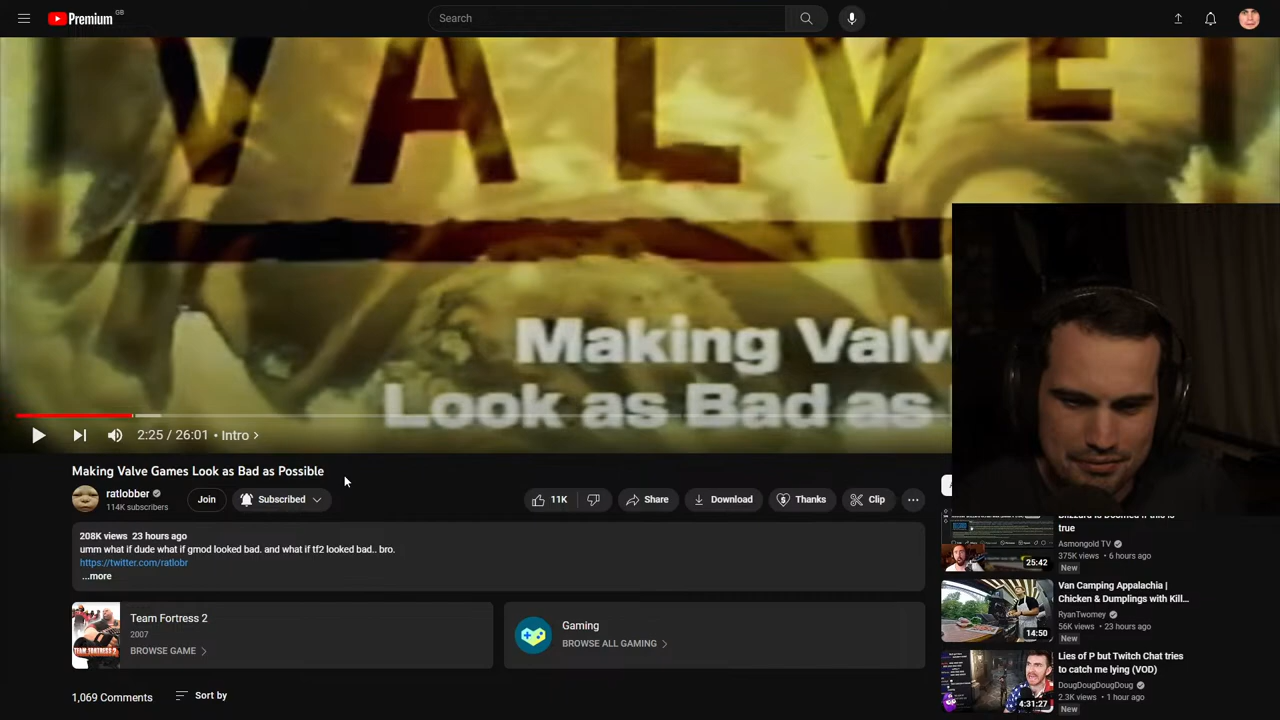 Premium GB
Search
VALVE
Making Valv
Look as Bad as
2:25 / 26:01 • Intro
Making Valve Games Look as Bad as Possible
ratlobber
114K subscribers
Join
Subscribed
11K
Share
Download
Thanks
Clip
208K views 23 hours ago
umm what if dude what if gmod looked bad. and what if tf2 looked bad.. bro.
https://twitter.com/ratlobr
...more
Team Fortress 2
2007
BROWSE GAME
Gaming
BROWSE ALL GAMING
1,069 Comments
Sort by
Blizzard is Doomed if this is
true
Asmongold TV
375K views • 6 hours ago
New
25:42
Van Camping Appalachia |
Chicken & Dumplings with Kill...
RyanTwomey
56K views • 23 hours ago
New
14:50
Lies of P but Twitch Chat tries
to catch me lying (VOD)
DougDougDougDoug
2.3K views • 1 hour ago
New
4:31:27